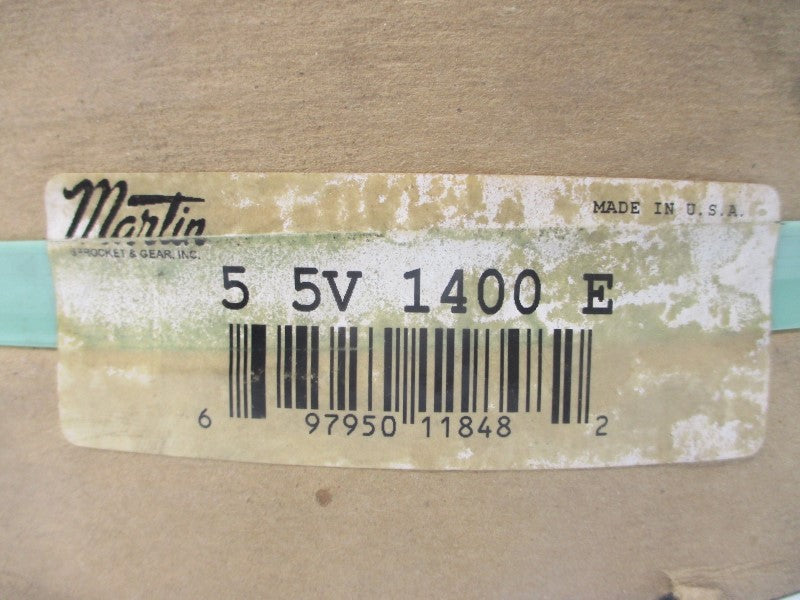 Martin
SPROCKET & GEAR, INC.
MADE IN U.S.A.
5 5V 1400 E
6 97950 11848 2